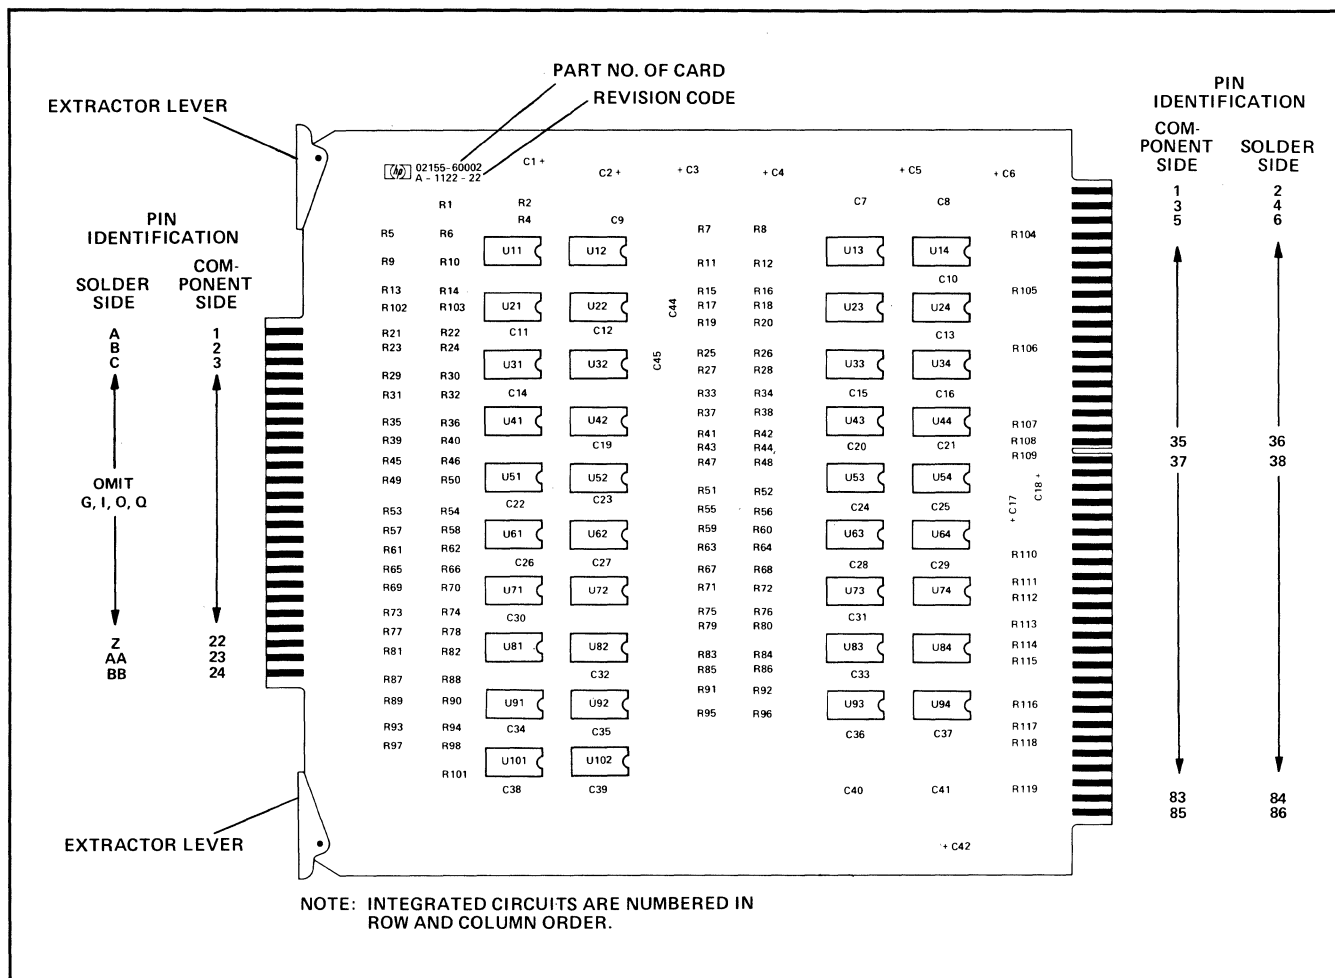 PART NO. OF CARD
REVISION CODE
EXTRACTOR LEVER
PIN
IDENTIFICATION
COM-
PONENT
SIDE
SOLDER
SIDE
1 2
3 4
5 6
35 36
37 38
83 84
85 86
PIN
IDENTIFICATION
SOLDER
SIDE
COM-
PONENT
SIDE
A 1
B 2
C 3
OMIT
G, I, O, Q
Z 22
AA 23
BB 24
EXTRACTOR LEVER
hp 02155-60002
A - 1122 - 22
C1 +
C2 + + C3 + C4 + C5 + C6
R1 R2 C7 C8
R4 C9
R5 R6 R7 R8 R104
U11 U12 U13 U14
R9 R10 R11 R12
C10
R13 R14 R15 R16 R105
R102 R103 U21 U22 C44 R17 R18 U23 U24
R19 R20
R21 R22 C11 C12 C13
R23 R24 R25 R26 R106
U31 U32 C45 R27 R28 U33 U34
R29 R30
R31 R32 C14 R33 R34 C15 C16
R35 R36 U41 U42 R37 R38 U43 U44 R107
R39 R40 C19 R41 R42 C20 C21 R108
R43 R44
R45 R46 R47 R48 R109
R49 R50 U51 U52 R51 R52 U53 U54 C18 +
C22 C23 C24 C25 + C17
R53 R54 R55 R56
R57 R58 U61 U62 R59 R60 U63 U64
R61 R62 R63 R64 R110
R65 R66 C26 C27 R67 R68 C28 C29
R69 R70 U71 U72 R71 R72 U73 U74 R111
R112
R73 R74 C30 R75 R76 C31 R113
R77 R78 R79 R80
R81 R82 U81 U82 R83 R84 U83 U84 R114
R115
C32 R85 R86 C33
R87 R88 R91 R92
R89 R90 U91 U92 R95 R96 U93 U94 R116
R93 R94 C34 C35 C36 C37 R117
R97 R98 R118
U101 U102
R101
C38 C39 C40 C41 R119
+ C42
NOTE: INTEGRATED CIRCUITS ARE NUMBERED IN
ROW AND COLUMN ORDER.